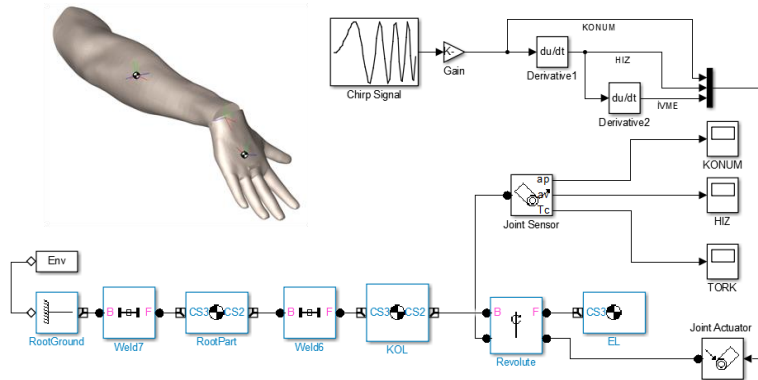 KONUM
K-
du/dt
HIZ
Gain
Derivative1
Chirp Signal
du/dt
İVME
Derivative2
KONUM
ap
av
Tc
Joint Sensor
HIZ
Env
TORK
B
F
CS3
CS2
B
F
CS3
CS2
B
F
CS3
RootGround
Weld7
RootPart
Weld6
KOL
Revolute
EL
Joint Actuator